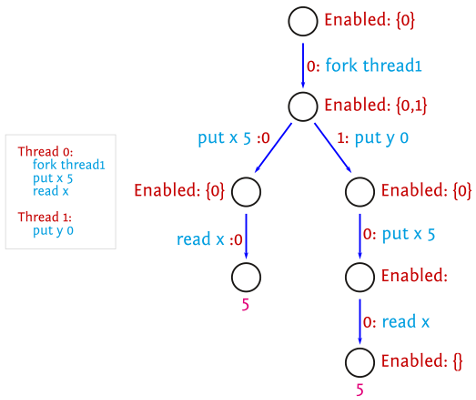 Enabled: {0}
0: fork thread1
Enabled: {0,1}
put x 5 :0
1: put y 0
Thread 0:
fork thread1
put x 5
read x
Thread 1:
put y 0
Enabled: {0}
Enabled: {0}
read x :0
0: put x 5
5
Enabled:
0: read x
Enabled: {}
5